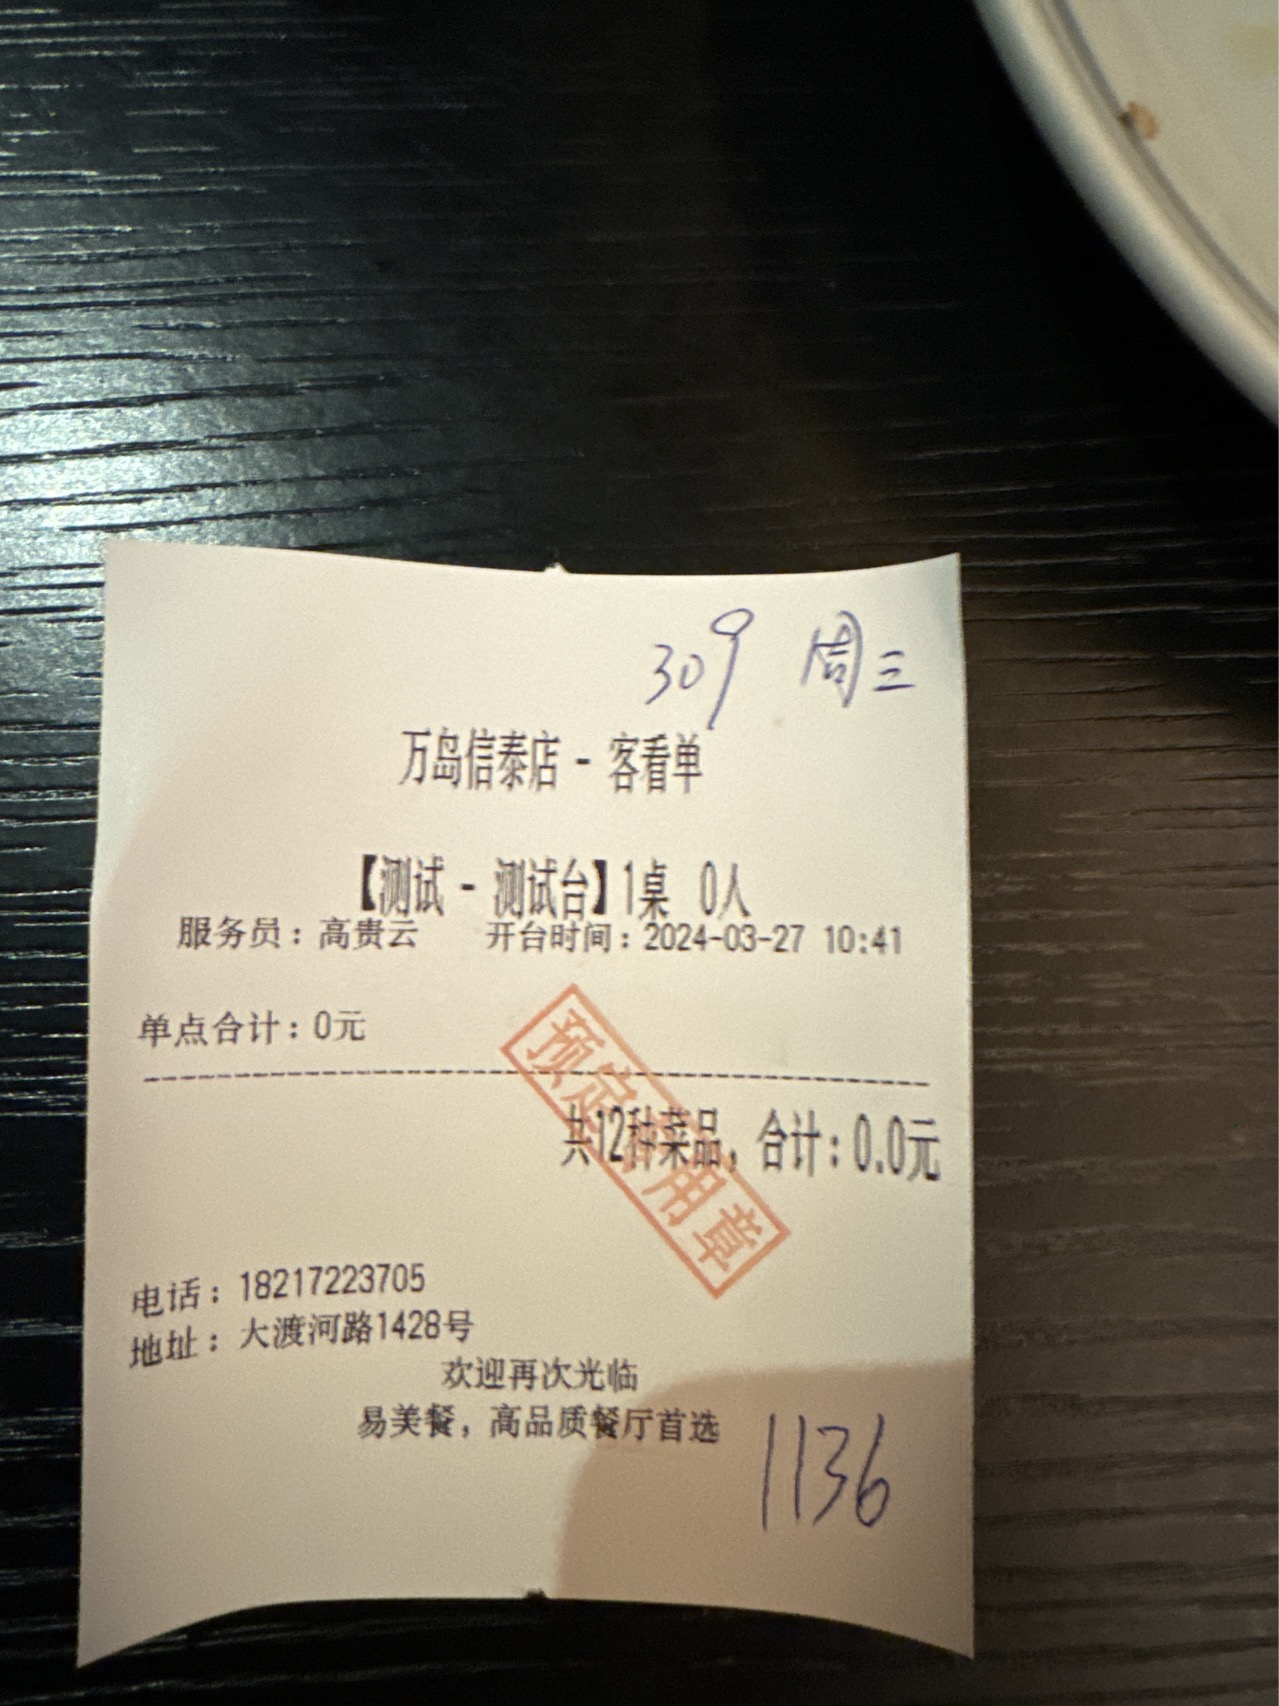 309 周三
万岛信泰店 - 客看单
【测试 - 测试台】1桌 0人
服务员：高贵云 开台时间：2024-03-27 10:41
单点合计：0元
共12种菜品，合计：0.0元
预定专用章
电话：18217223705
地址：大渡河路1428号
欢迎再次光临
易美餐，高品质餐厅首选
1136